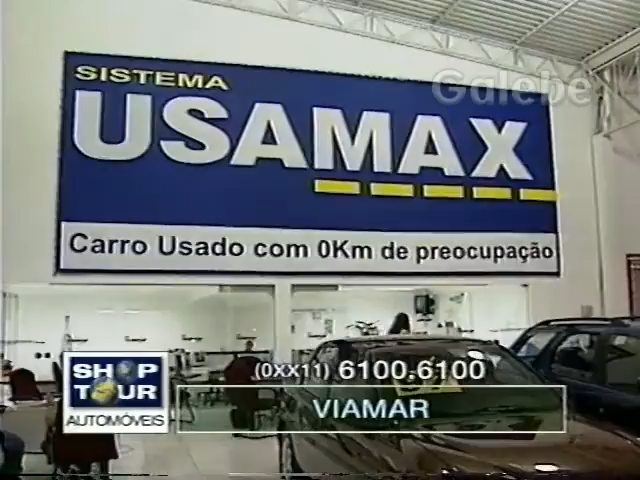 Galebe
SISTEMA
USAMAX
Carro Usado com 0Km de preocupação
SHOP
TOUR
AUTOMÓVEIS
(0XX11) 6100.6100
VIAMAR